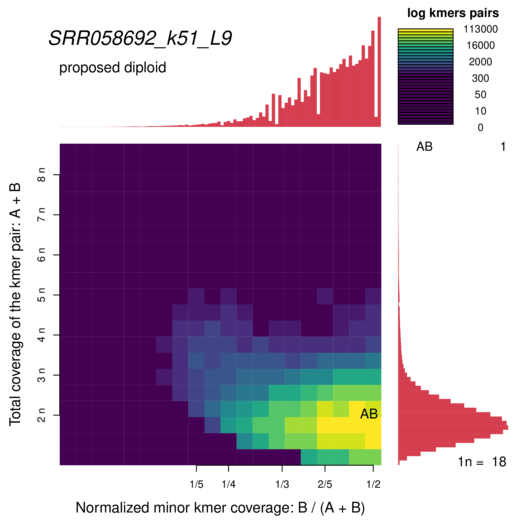 SRR058692_k51_L9
proposed diploid
log kmers pairs
113000
16000
2000
300
50
10
0
AB
1
Total coverage of the kmer pair: A + B
8 n
7 n
6 n
5 n
4 n
3 n
2 n
AB
1n = 18
1/5
1/4
1/3
2/5
1/2
Normalized minor kmer coverage: B / (A + B)